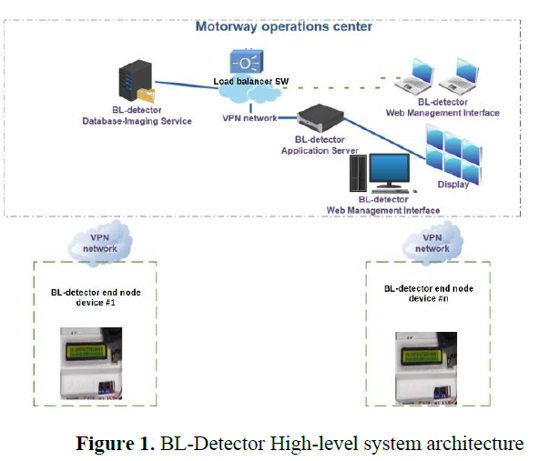 Motorway operations center
Load balancer SW
BL-detector
Database-Imaging Service
VPN network
BL-detector
Web Management Interface
BL-detector
Application Server
Display
BL-detector
Web Management Interface
VPN
network
VPN
network
BL-detector end node
device #1
BL-detector end node
device #n
Figure 1. BL-Detector High-level system architecture